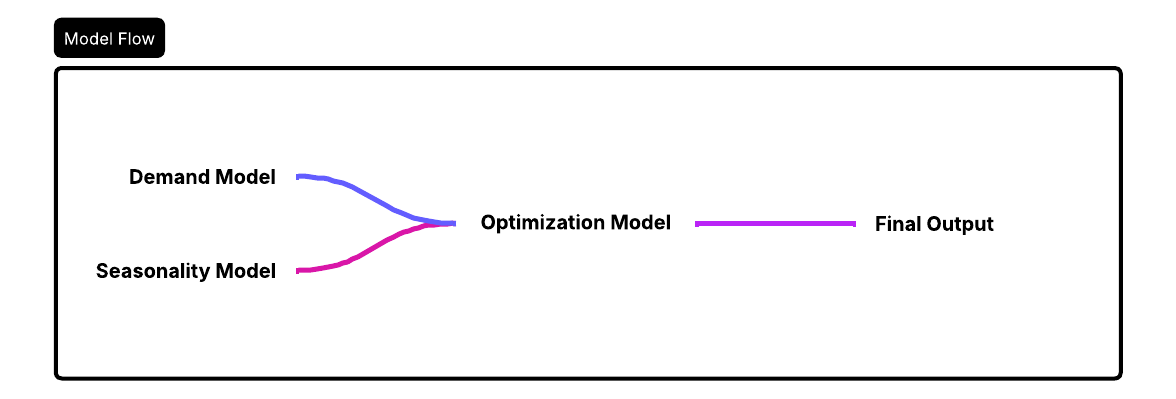 Model Flow
Demand Model
Seasonality Model
Optimization Model
Final Output